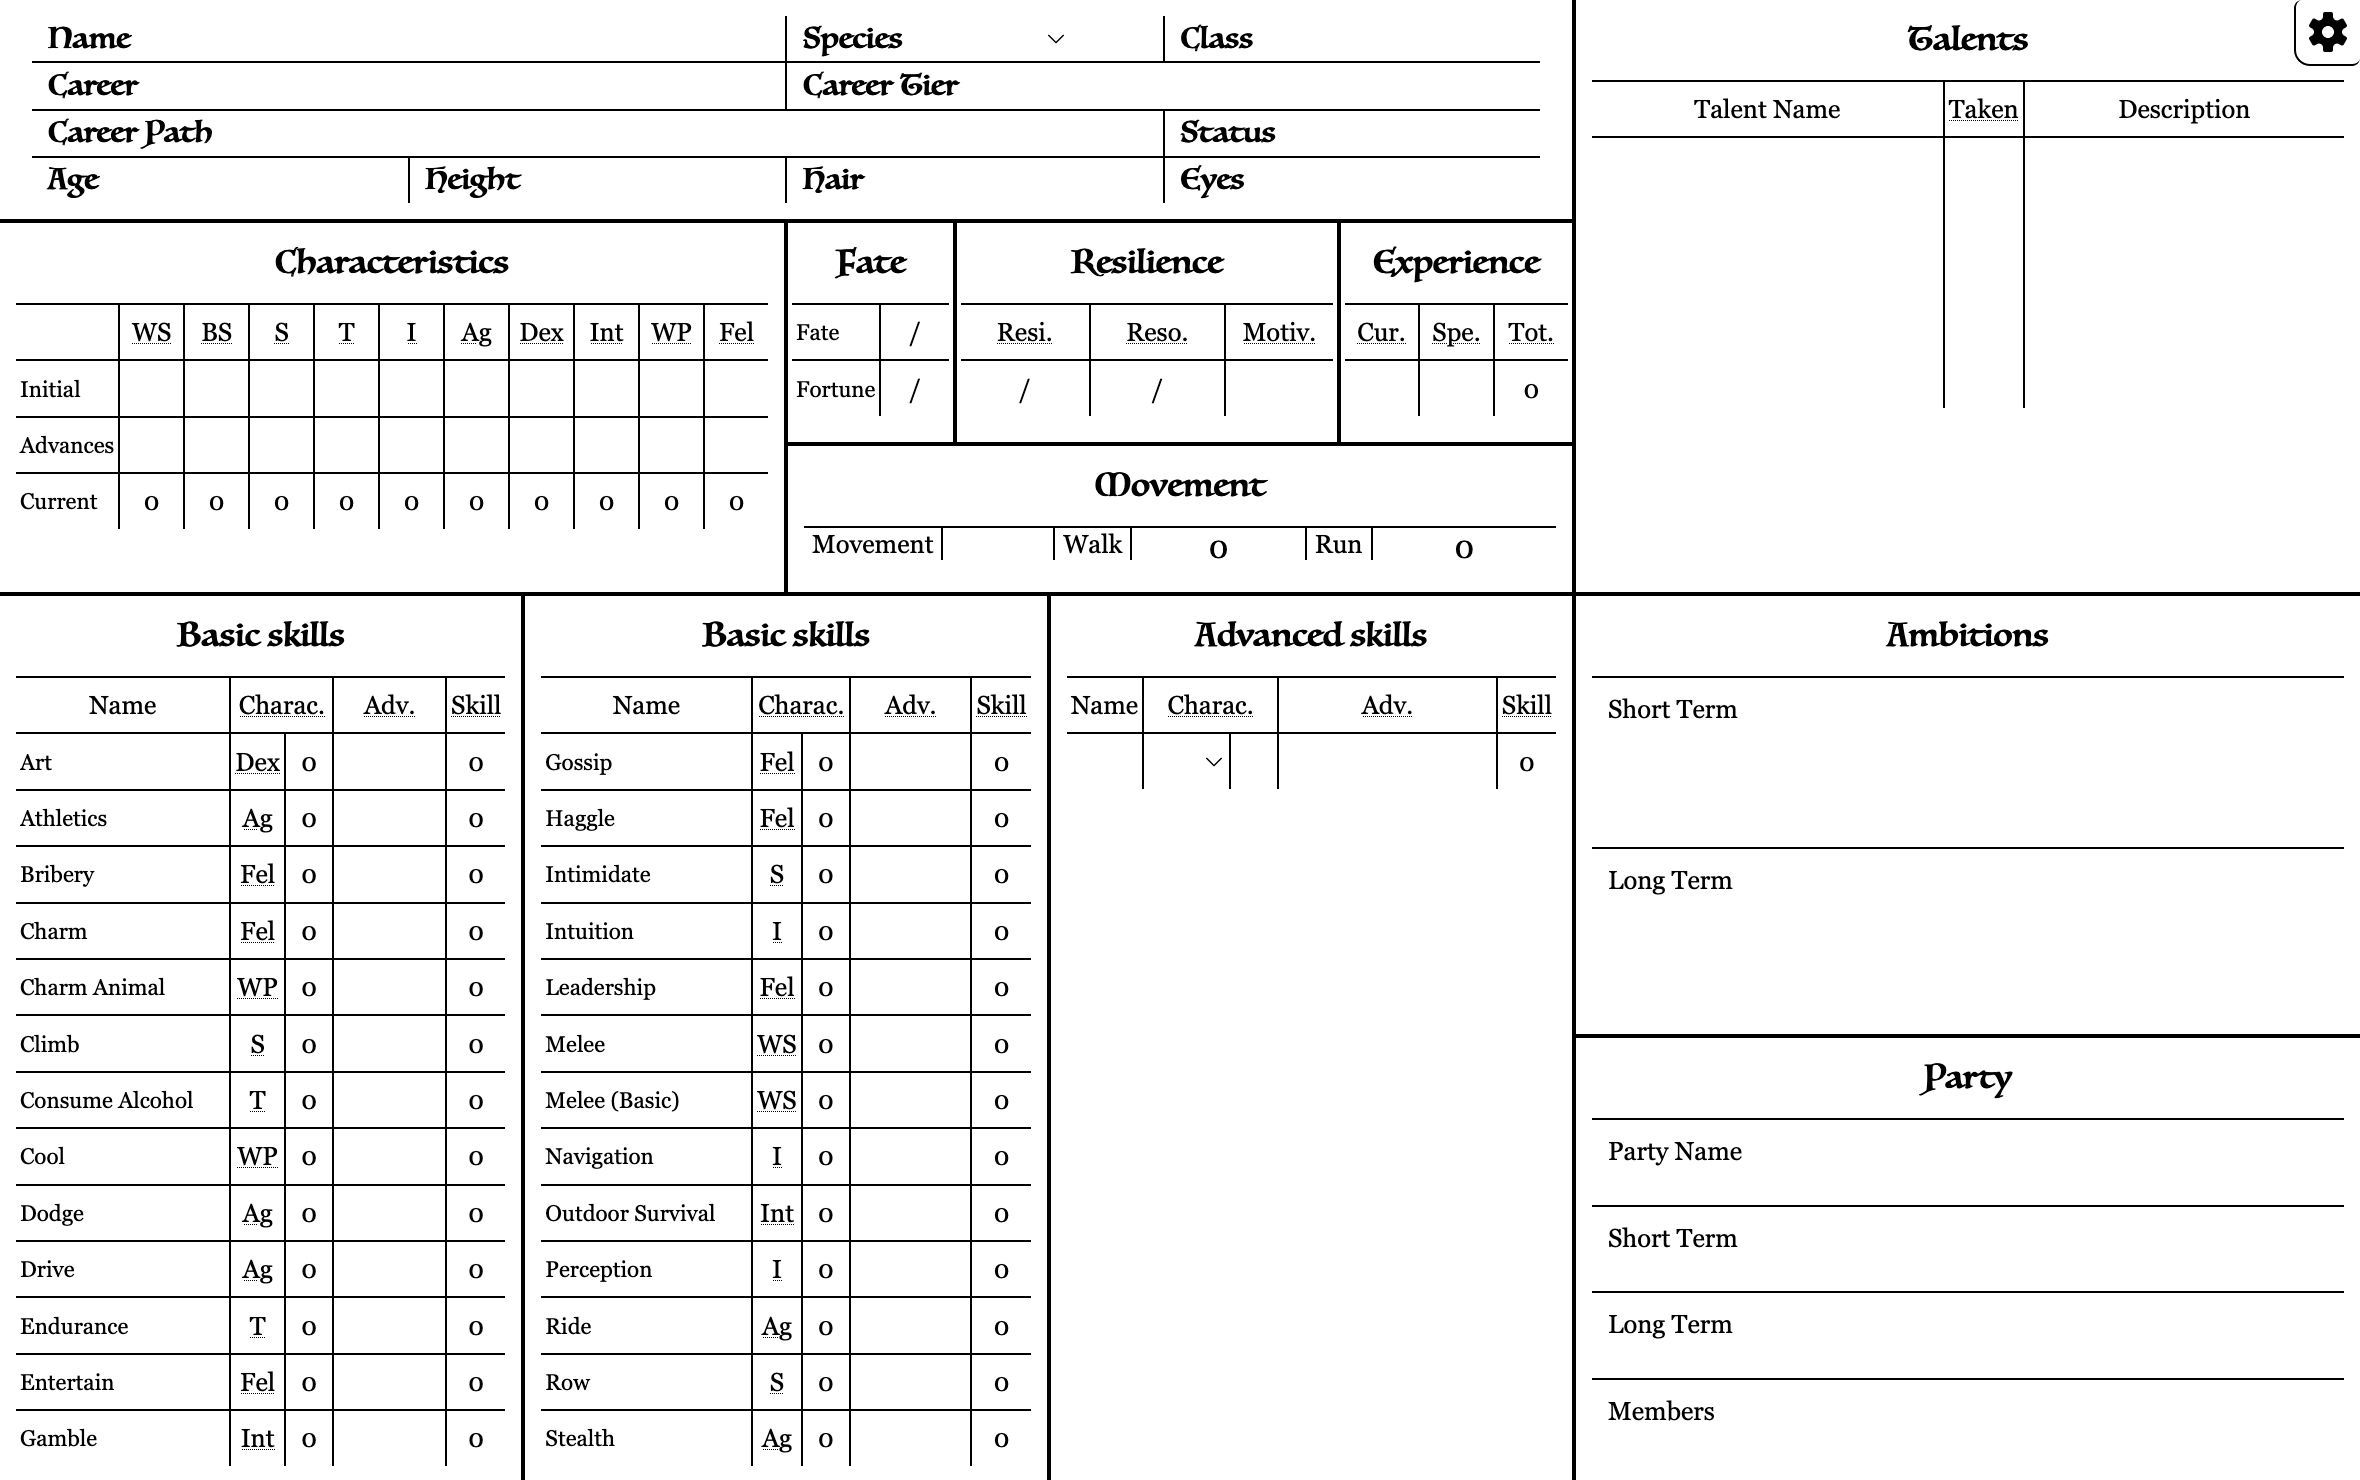 Name Species Class
Career Career Tier
Career Path Status
Age Height Hair Eyes
Characteristics
WS BS S T I Ag Dex Int WP Fel
Initial
Advances
Current 0 0 0 0 0 0 0 0 0 0
Fate
Fate /
Fortune /
Resilience
Resi. Reso. Motiv.
/ /
Experience
Cur. Spe. Tot.
0
Movement
Movement Walk 0 Run 0
Talents
Talent Name Taken Description
Basic skills
Name Charac. Adv. Skill
Art Dex 0 0
Athletics Ag 0 0
Bribery Fel 0 0
Charm Fel 0 0
Charm Animal WP 0 0
Climb S 0 0
Consume Alcohol T 0 0
Cool WP 0 0
Dodge Ag 0 0
Drive Ag 0 0
Endurance T 0 0
Entertain Fel 0 0
Gamble Int 0 0
Basic skills
Name Charac. Adv. Skill
Gossip Fel 0 0
Haggle Fel 0 0
Intimidate S 0 0
Intuition I 0 0
Leadership Fel 0 0
Melee WS 0 0
Melee (Basic) WS 0 0
Navigation I 0 0
Outdoor Survival Int 0 0
Perception I 0 0
Ride Ag 0 0
Row S 0 0
Stealth Ag 0 0
Advanced skills
Name Charac. Adv. Skill
0
Ambitions
Short Term
Long Term
Party
Party Name
Short Term
Long Term
Members